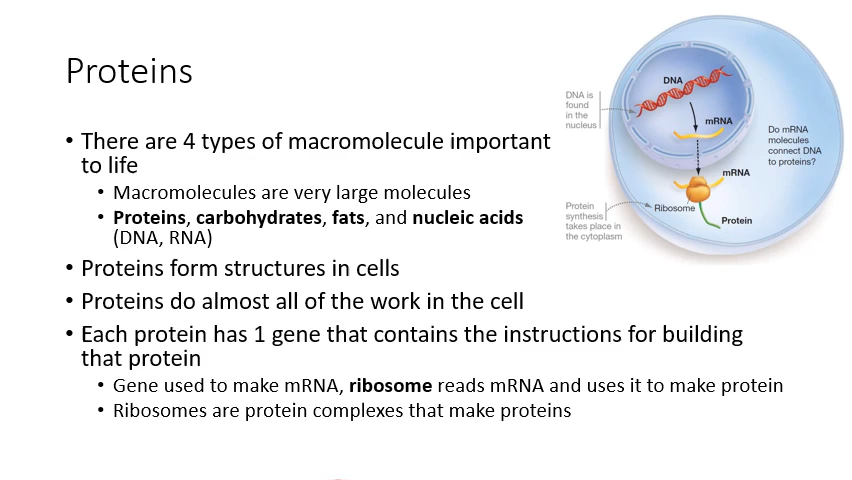 Proteins
• There are 4 types of macromolecule important
to life
• Macromolecules are very large molecules
• Proteins, carbohydrates, fats, and nucleic acids
(DNA, RNA)
• Proteins form structures in cells
• Proteins do almost all of the work in the cell
• Each protein has 1 gene that contains the instructions for building
that protein
• Gene used to make mRNA, ribosome reads mRNA and uses it to make protein
• Ribosomes are protein complexes that make proteins
DNA is
found
in the
nucleus
DNA
mRNA
Do mRNA
molecules
connect DNA
to proteins?
mRNA
Ribosome
Protein
Protein
synthesis
takes place in
the cytoplasm